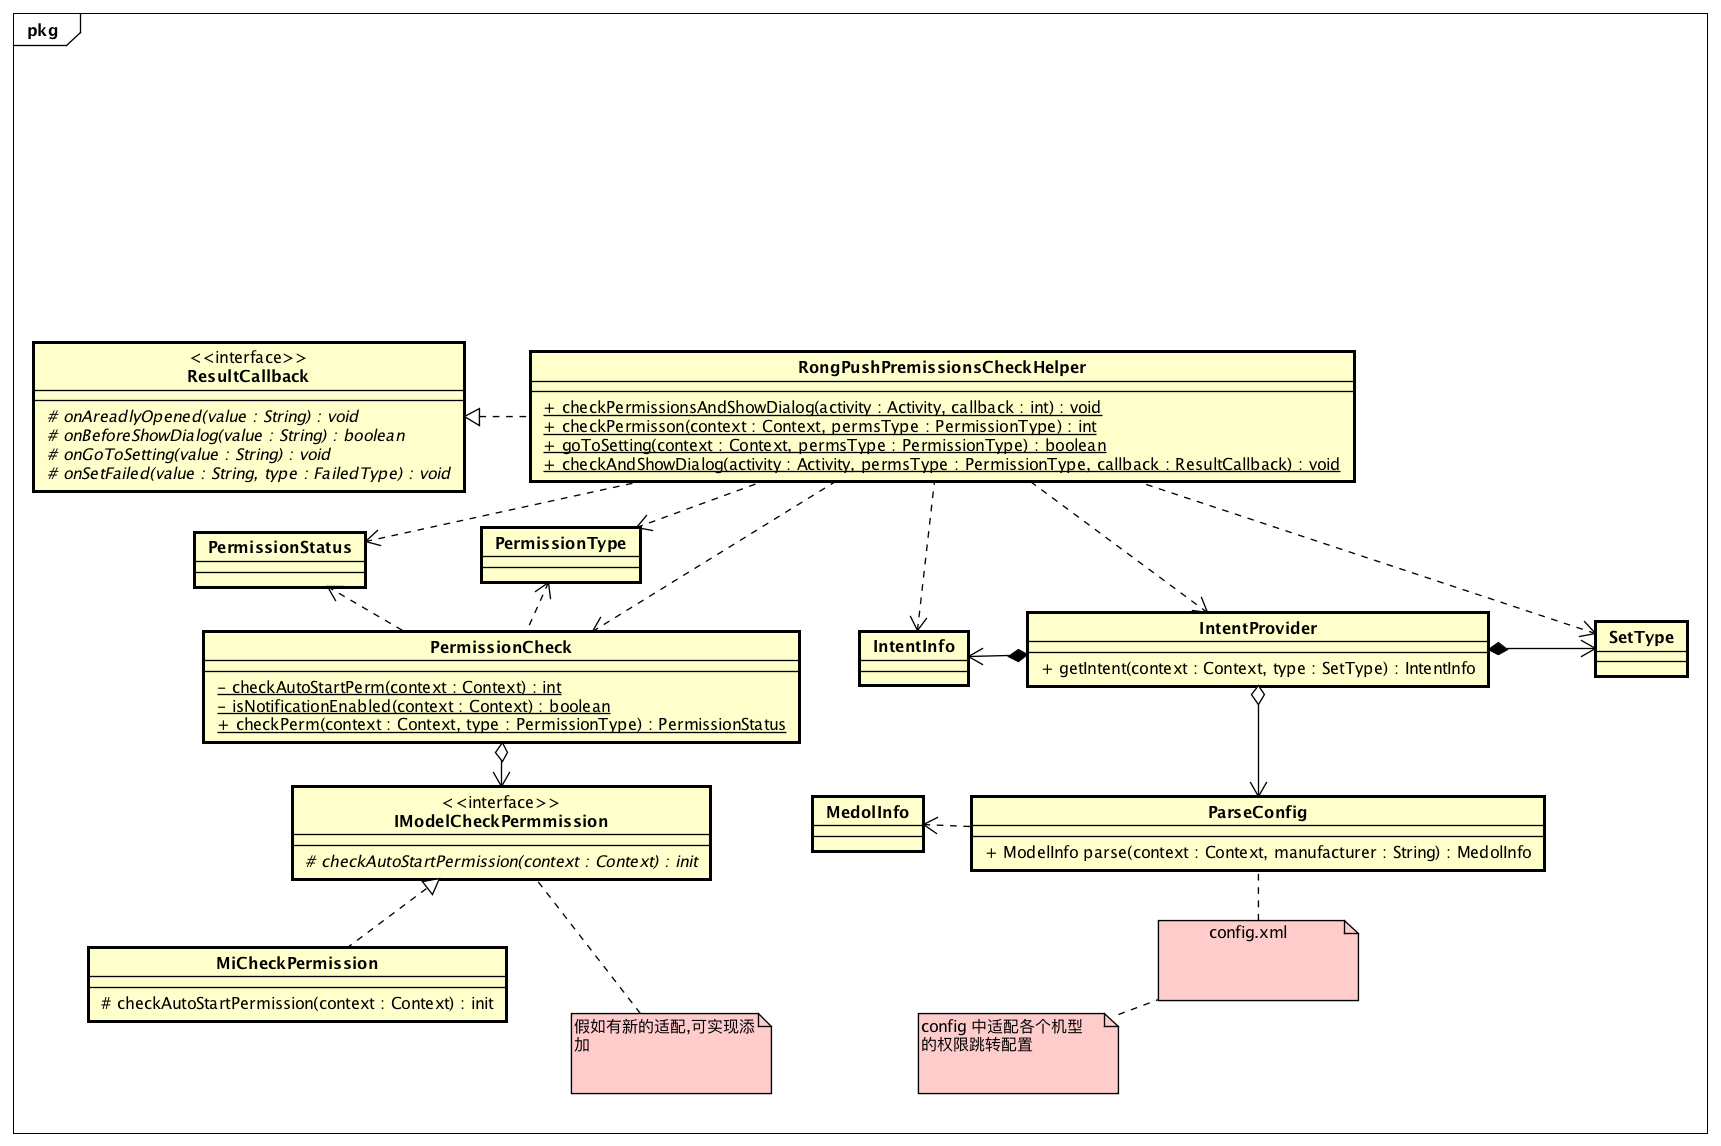 pkg
<<interface>>
ResultCallback
# onAreadlyOpened(value : String) : void
# onBeforeShowDialog(value : String) : boolean
# onGoToSetting(value : String) : void
# onSetFailed(value : String, type : FailedType) : void
RongPushPremissionsCheckHelper
+ checkPermissionsAndShowDialog(activity : Activity, callback : int) : void
+ checkPermisson(context : Context, permsType : PermissionType) : int
+ goToSetting(context : Context, permsType : PermissionType) : boolean
+ checkAndShowDialog(activity : Activity, permsType : PermissionType, callback : ResultCallback) : void
PermissionStatus
PermissionType
PermissionCheck
- checkAutoStartPerm(context : Context) : int
- isNotificationEnabled(context : Context) : boolean
+ checkPerm(context : Context, type : PermissionType) : PermissionStatus
IntentInfo
IntentProvider
+ getIntent(context : Context, type : SetType) : IntentInfo
SetType
<<interface>>
IModelCheckPermmission
# checkAutoStartPermission(context : Context) : init
MedolInfo
ParseConfig
+ ModelInfo parse(context : Context, manufacturer : String) : MedolInfo
MiCheckPermission
# checkAutoStartPermission(context : Context) : init
config.xml
假如有新的适配,可实现添
加
config 中适配各个机型
的权限跳转配置